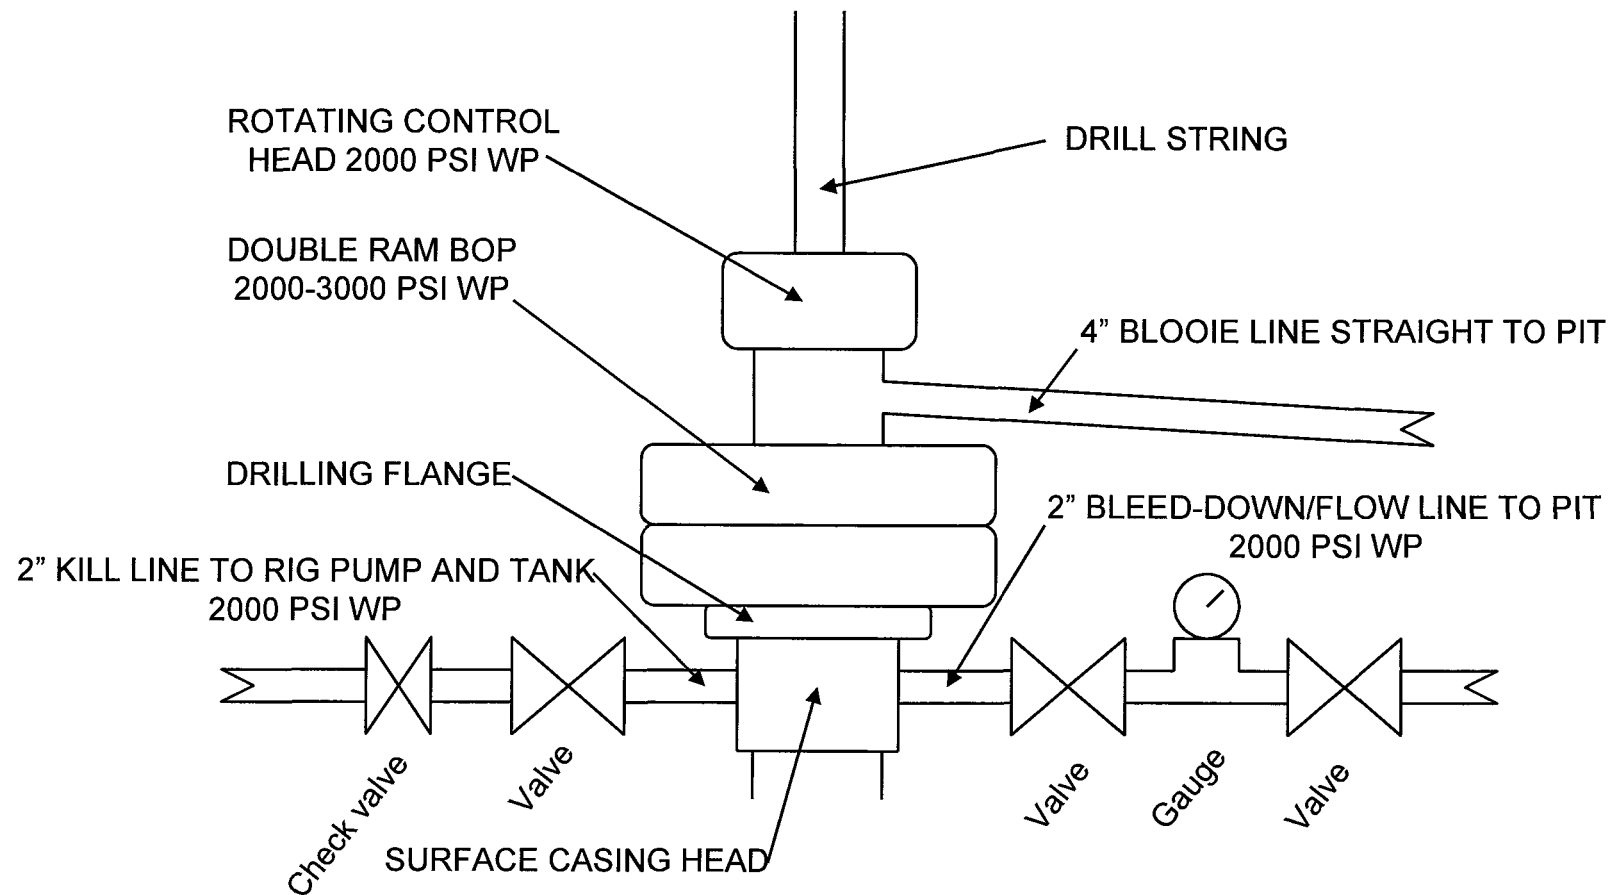 ROTATING CONTROL
HEAD 2000 PSI WP
DRILL STRING
DOUBLE RAM BOP
2000-3000 PSI WP
4” BLOOIE LINE STRAIGHT TO PIT
DRILLING FLANGE
2” BLEED-DOWN/FLOW LINE TO PIT
2000 PSI WP
2” KILL LINE TO RIG PUMP AND TANK
2000 PSI WP
Check valve
Valve
Valve
Gauge
Valve
SURFACE CASING HEAD